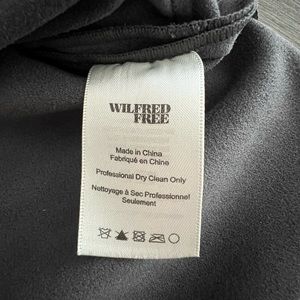 WILFRED
FREE
Made in China
Fabriqué en Chine
Professional Dry Clean Only
Nettoyage à Sec Professionnel
Seulement